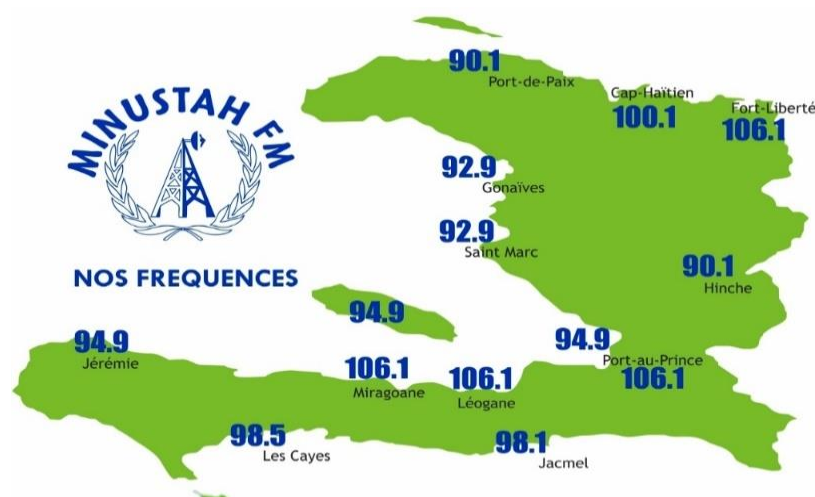 MINUSTAH FM
NOS FREQUENCES
90.1
Port-de-Paix
Cap-Haïtien
100.1
Fort-Liberté
106.1
92.9
Gonaïves
92.9
Saint Marc
90.1
Hinche
94.9
94.9
Jérémie
94.9
Port-au-Prince
106.1
106.1
Miragoane
106.1
Léogane
98.5
Les Cayes
98.1
Jacmel